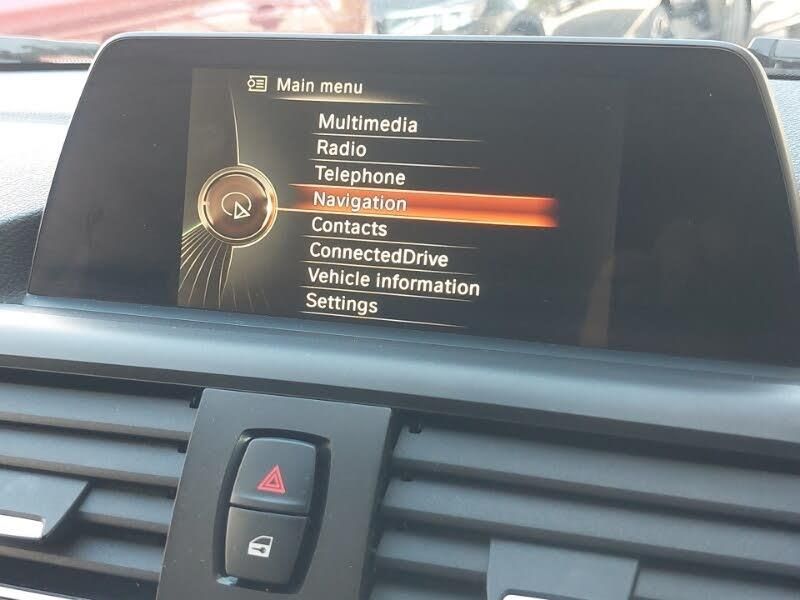 Main menu
Multimedia
Radio
Telephone
Navigation
Contacts
ConnectedDrive
Vehicle information
Settings